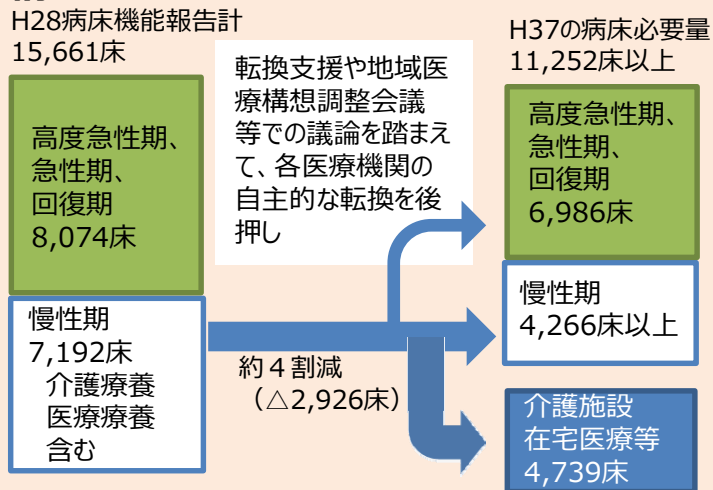 H28病床機能報告計
15,661床
高度急性期、
急性期、
回復期
8,074床
慢性期
7,192床
介護療養
医療療養
含む
転換支援や地域医
療構想調整会議
等での議論を踏まえ
て、各医療機関の
自主的な転換を後
押し
約４割減
（△2,926床）
H37の病床必要量
11,252床以上
高度急性期、
急性期、
回復期
6,986床
慢性期
4,266床以上
介護施設
在宅医療等
4,739床